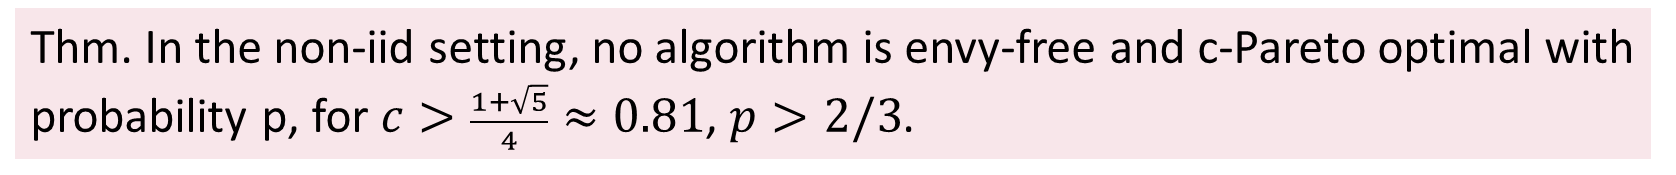 Thm. In the non-iid setting, no algorithm is envy-free and c-Pareto optimal with
probability p, for c > (1+√5)/4 ≈ 0.81, p > 2/3.